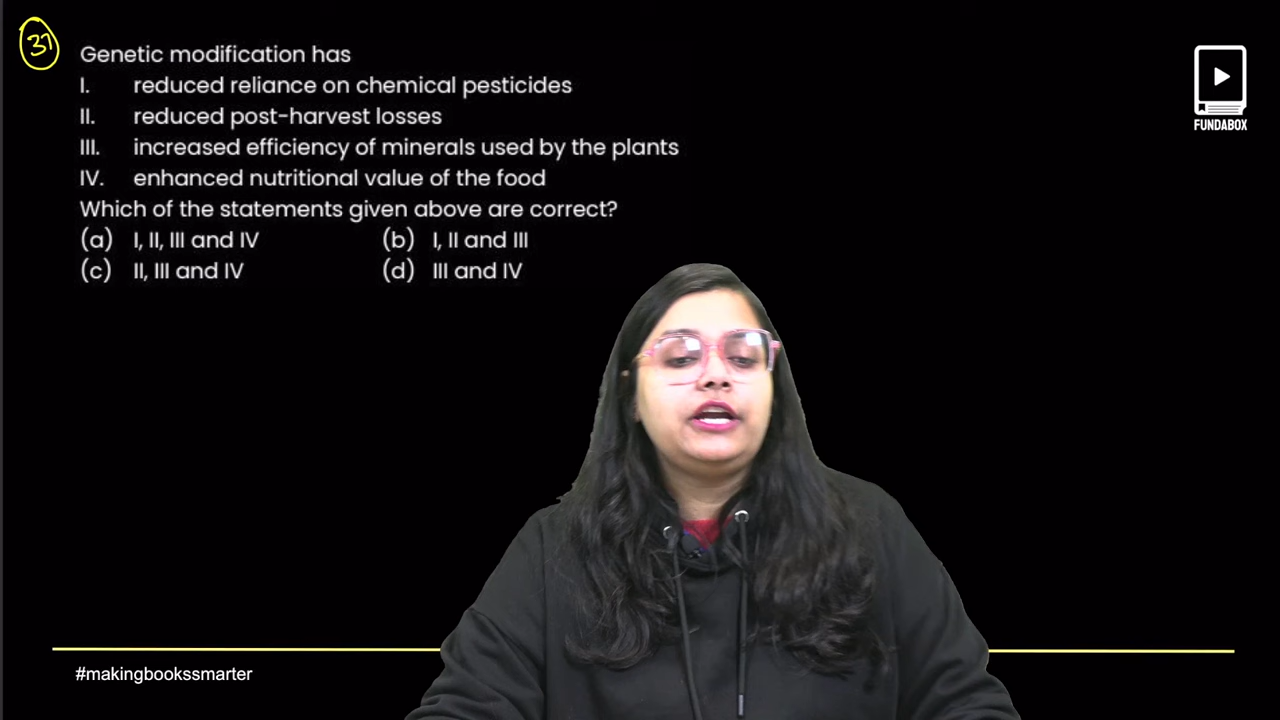 37
Genetic modification has
I. reduced reliance on chemical pesticides
II. reduced post-harvest losses
III. increased efficiency of minerals used by the plants
IV. enhanced nutritional value of the food
Which of the statements given above are correct?
(a) I, II, III and IV (b) I, II and III
(c) II, III and IV (d) III and IV
FUNDABOX
#makingbookssmarter